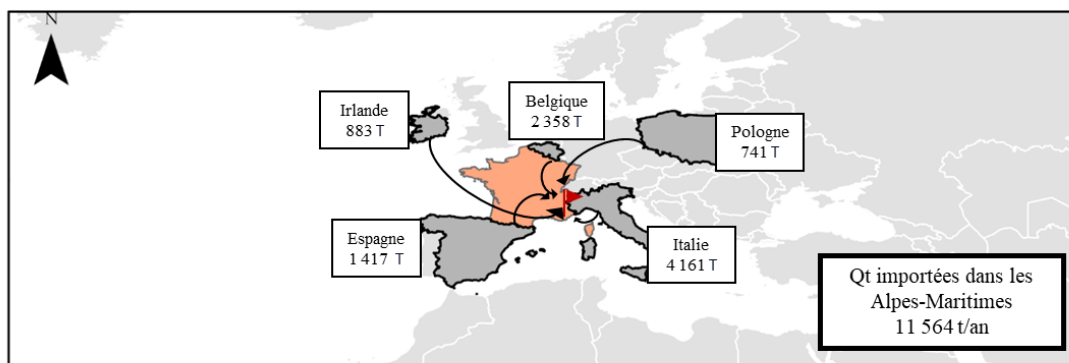 N
Irlande
883 T
Belgique
2 358 T
Pologne
741 T
Espagne
1 417 T
Italie
4 161 T
Qt importées dans les
Alpes-Maritimes
11 564 t/an